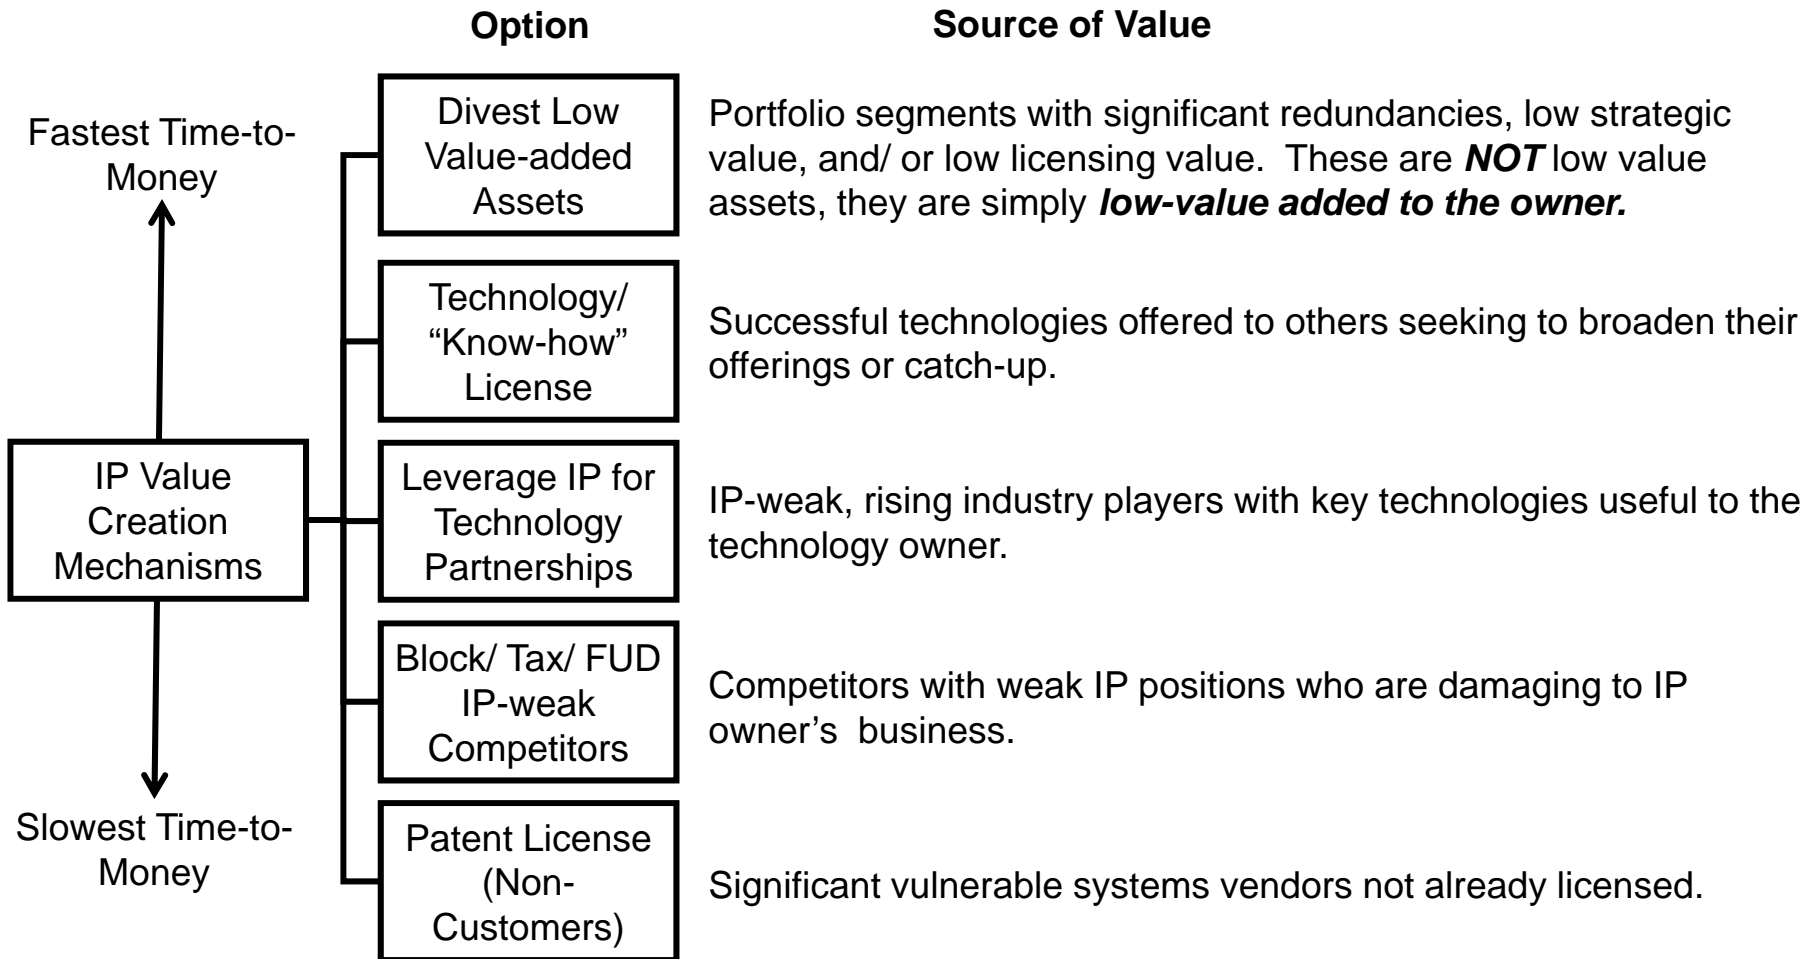 Option
Source of Value
Fastest Time-to-
Money
IP Value
Creation
Mechanisms
Slowest Time-to-
Money
Divest Low
Value-added
Assets
Portfolio segments with significant redundancies, low strategic
value, and/ or low licensing value.  These are NOT low value
assets, they are simply low-value added to the owner.
Technology/
“Know-how”
License
Successful technologies offered to others seeking to broaden their
offerings or catch-up.
Leverage IP for
Technology
Partnerships
IP-weak, rising industry players with key technologies useful to the
technology owner.
Block/ Tax/ FUD
IP-weak
Competitors
Competitors with weak IP positions who are damaging to IP
owner’s  business.
Patent License
(Non-
Customers)
Significant vulnerable systems vendors not already licensed.